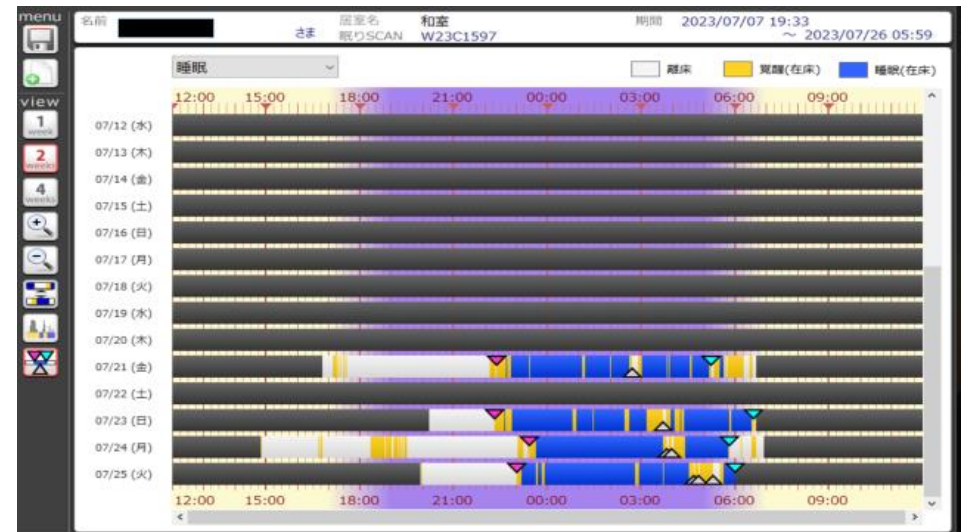 menu
名前 さま 居室名 和室 期間 2023/07/07 19:33
眠りSCAN W23C1597 ～ 2023/07/26 05:59
睡眠 離床 覚醒(在床) 睡眠(在床)
view
1 week
2 weeks
4 weeks
12:00 15:00 18:00 21:00 00:00 03:00 06:00 09:00
07/12 (水)
07/13 (木)
07/14 (金)
07/15 (土)
07/16 (日)
07/17 (月)
07/18 (火)
07/19 (水)
07/20 (木)
07/21 (金)
07/22 (土)
07/23 (日)
07/24 (月)
07/25 (火)
12:00 15:00 18:00 21:00 00:00 03:00 06:00 09:00